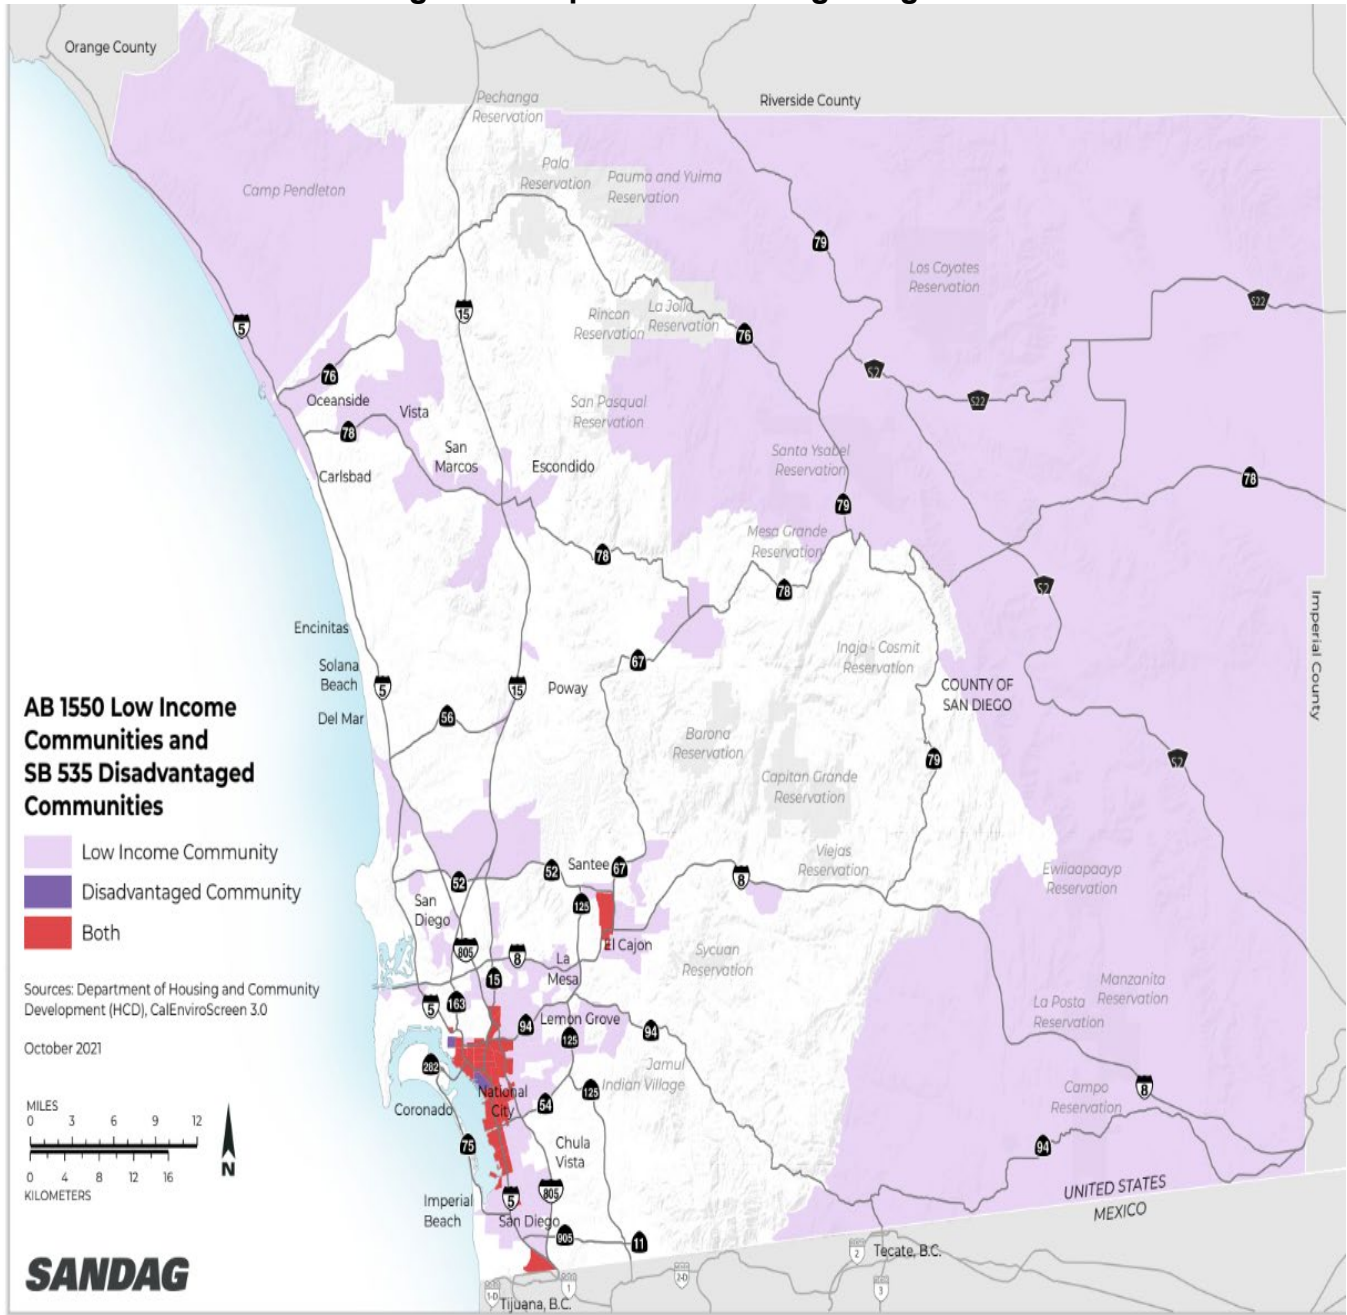 Orange County
Riverside County
Pechanga
Reservation
Pala
Reservation
Pauma and Yuima
Reservation
Camp Pendleton
79
Los Coyotes
Reservation
S22
15
5
La Jolla
Reservation
Rincon
Reservation
76
76
S2
Oceanside
Vista
San Pasqual
Reservation
S22
78
San
Marcos
Escondido
Santa Ysabel
Reservation
Carlsbad
78
79
Mesa Grande
Reservation
78
78
S2
Imperial County
Encinitas
Solana
Beach
Del Mar
5
15
Poway
67
56
Inaja - Cosmit
Reservation
COUNTY OF
SAN DIEGO
Barona
Reservation
79
S2
Capitan Grande
Reservation
AB 1550 Low Income
Communities and
SB 535 Disadvantaged
Communities
Low Income Community
Disadvantaged Community
Both
Sources: Department of Housing and Community
Development (HCD), CalEnviroScreen 3.0
October 2021
MILES
0 3 6 9 12
0 4 8 12 16
KILOMETERS
N
SANDAG
Santee
67
52
52
8
Viejas
Reservation
Ewiiaapaayp
Reservation
San
Diego
125
El Cajon
805
8
La
Mesa
Sycuan
Reservation
15
Manzanita
Reservation
La Posta
Reservation
5
163
94
Lemon Grove
125
94
282
Jamul
Indian Village
National
City
125
Campo
Reservation
8
Coronado
54
75
Chula
Vista
94
Imperial
Beach
5
805
San Diego
905
11
UNITED STATES
MEXICO
2
Tecate, B.C.
1-D
1
2-D
3
Tijuana, B.C.